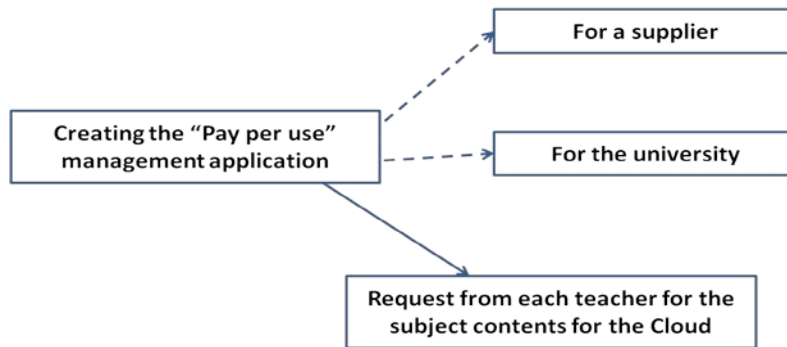 For a supplier
Creating the “Pay per use”
management application
For the university
Request from each teacher for the
subject contents for the Cloud